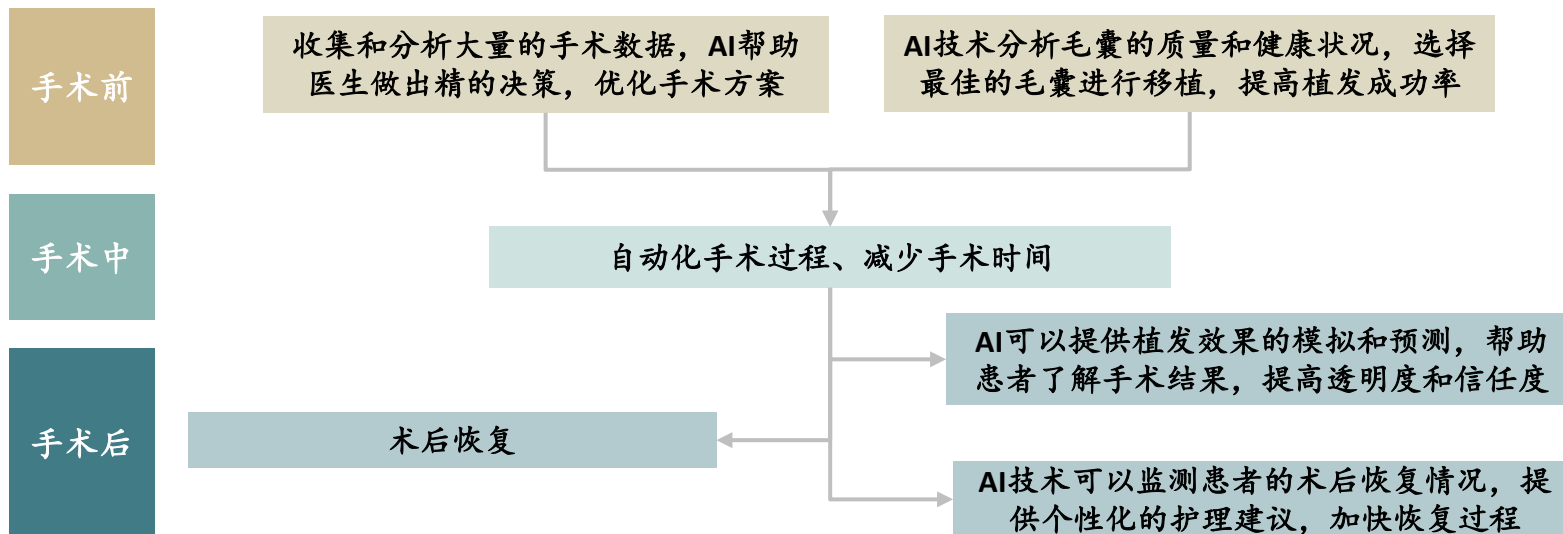 手术前
收集和分析大量的手术数据，AI帮助
医生做出精的决策，优化手术方案
AI技术分析毛囊的质量和健康状况，选择
最佳的毛囊进行移植，提高植发成功率
手术中
自动化手术过程、减少手术时间
手术后
AI可以提供植发效果的模拟和预测，帮助
患者了解手术结果，提高透明度和信任度
术后恢复
AI技术可以监测患者的术后恢复情况，提
供个性化的护理建议，加快恢复过程